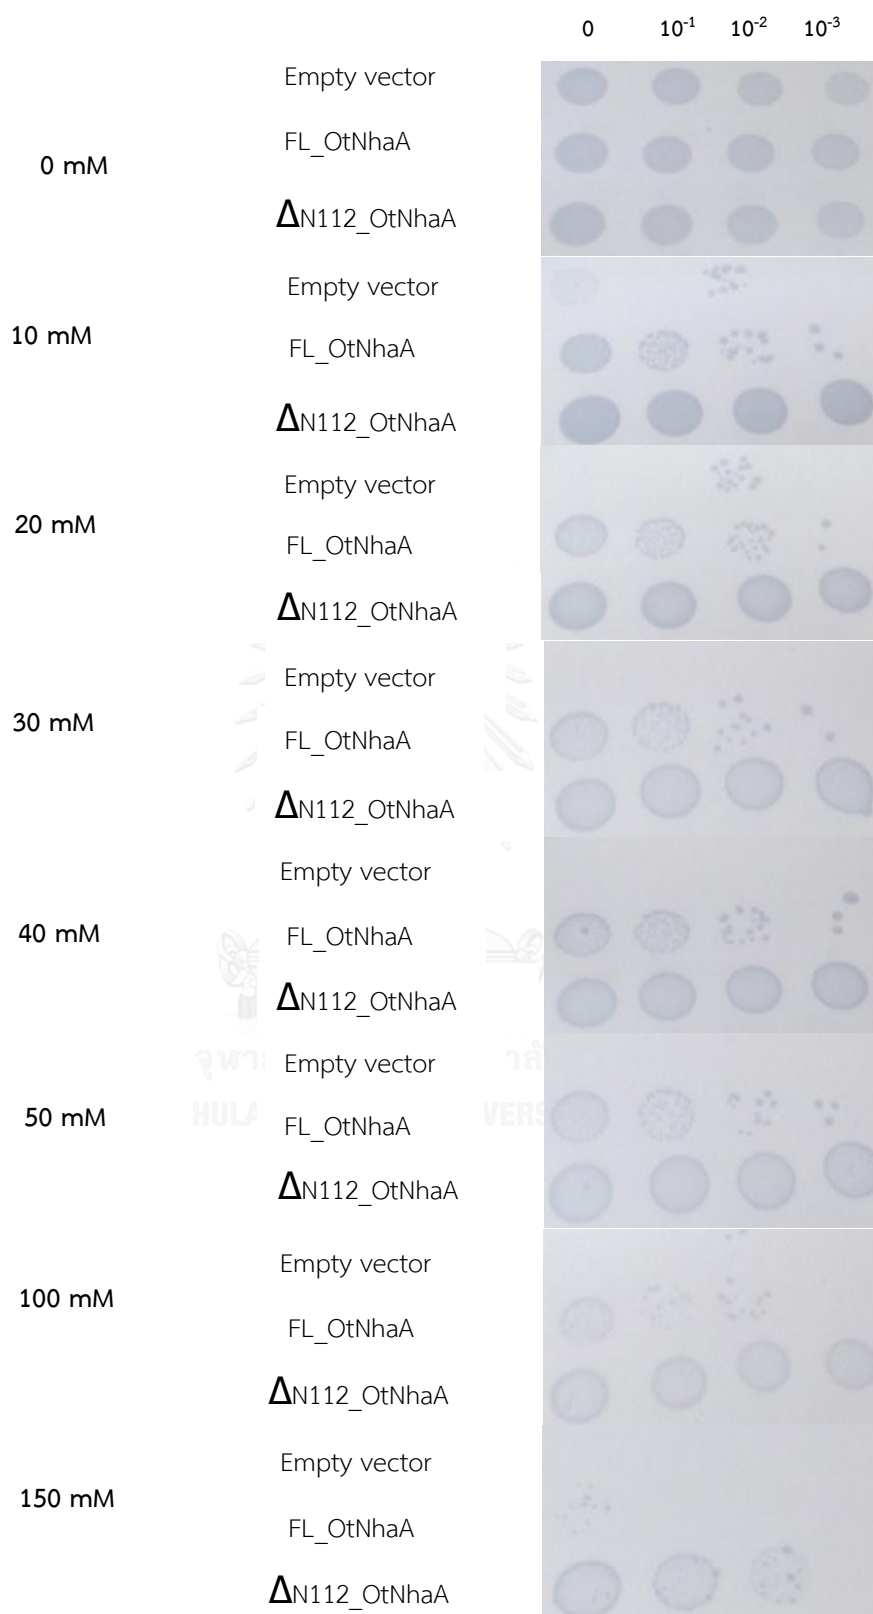 0 10-1 10-2 10-3
Empty vector
FL_OtNhaA
0 mM
ΔN112_OtNhaA
Empty vector
10 mM
FL_OtNhaA
ΔN112_OtNhaA
Empty vector
20 mM
FL_OtNhaA
ΔN112_OtNhaA
Empty vector
30 mM
FL_OtNhaA
ΔN112_OtNhaA
Empty vector
40 mM
FL_OtNhaA
ΔN112_OtNhaA
Empty vector
50 mM
FL_OtNhaA
ΔN112_OtNhaA
Empty vector
100 mM
FL_OtNhaA
ΔN112_OtNhaA
Empty vector
150 mM
FL_OtNhaA
ΔN112_OtNhaA